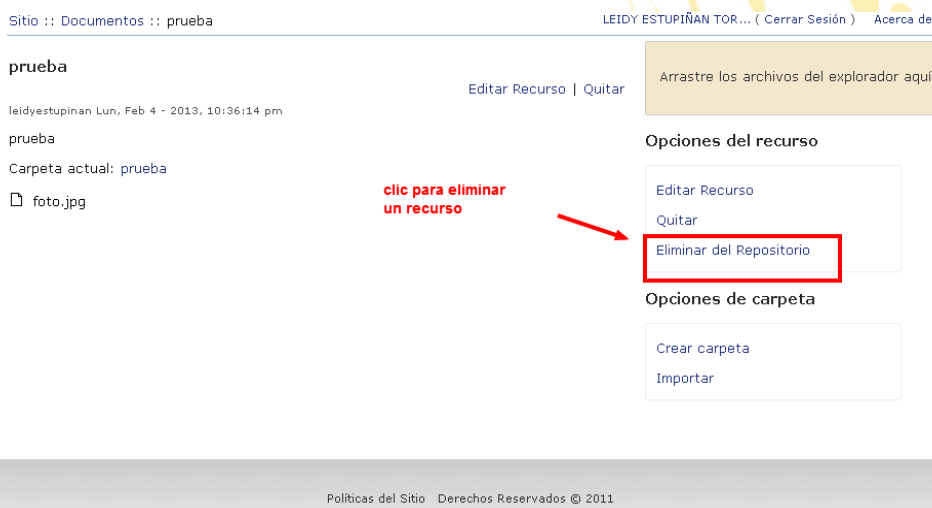 Sitio :: Documentos :: prueba
LEIDY ESTUPIÑAN TOR... ( Cerrar Sesión ) Acerca de
prueba
Editar Recurso | Quitar
leidyestupinan Lun, Feb 4 - 2013, 10:36:14 pm
prueba
Carpeta actual: prueba
foto.jpg
clic para eliminar
un recurso
Arrastre los archivos del explorador aquí
Opciones del recurso
Editar Recurso
Quitar
Eliminar del Repositorio
Opciones de carpeta
Crear carpeta
Importar
Políticas del Sitio Derechos Reservados © 2011